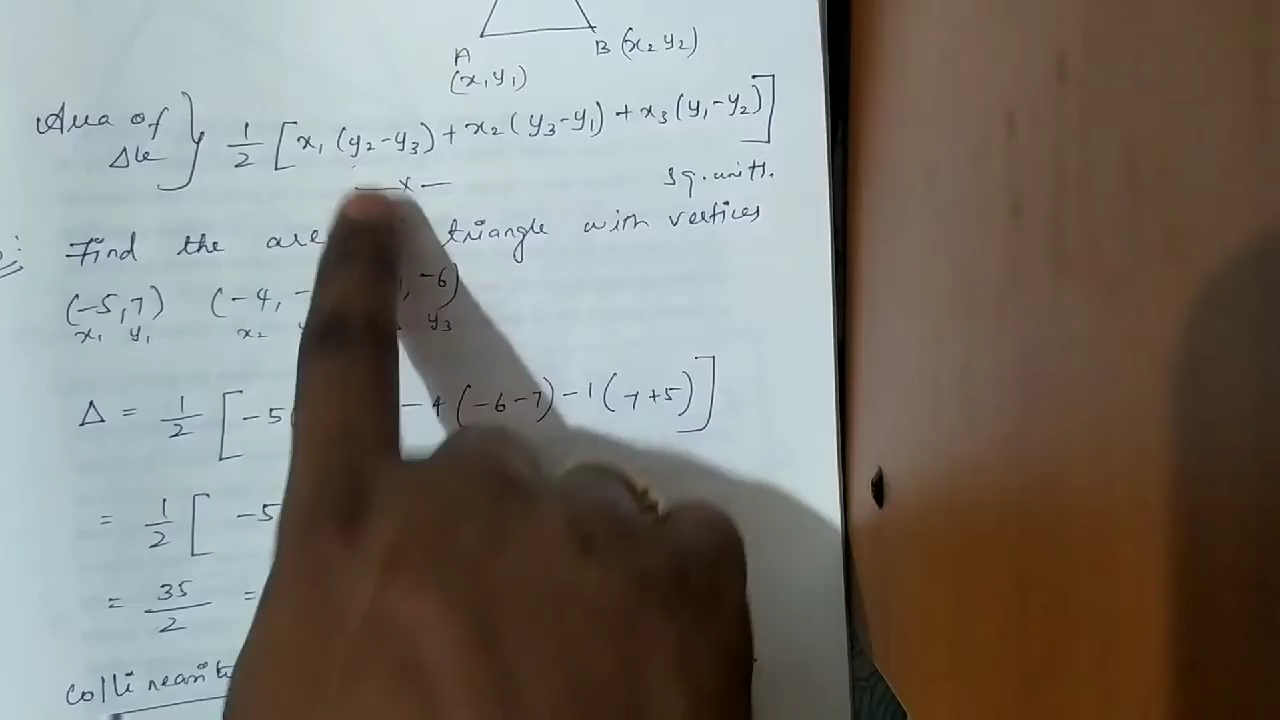 A
B (x₂ y₂)
(x₁ y₁)
Area of Δle } 1/2 [x₁ (y₂-y₃) + x₂ (y₃-y₁) + x₃ (y₁-y₂)]
sq. units.
Find the triangle with vertices
(-5,7) (-4, , -6)
x₁ y₁ x₂ y₃
Δ = 1/2 [-5 - 4 (-6-7) -1 (7+5)]
= 1/2 [ -5
= 35/2 =